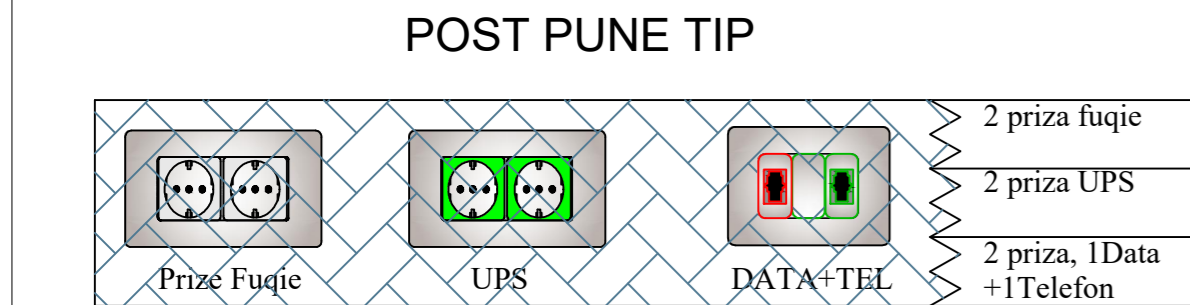 POST PUNE TIP
2 priza fuqie
2 priza UPS
2 priza, 1Data
+1Telefon
Prize Fuqie
UPS
DATA+TEL